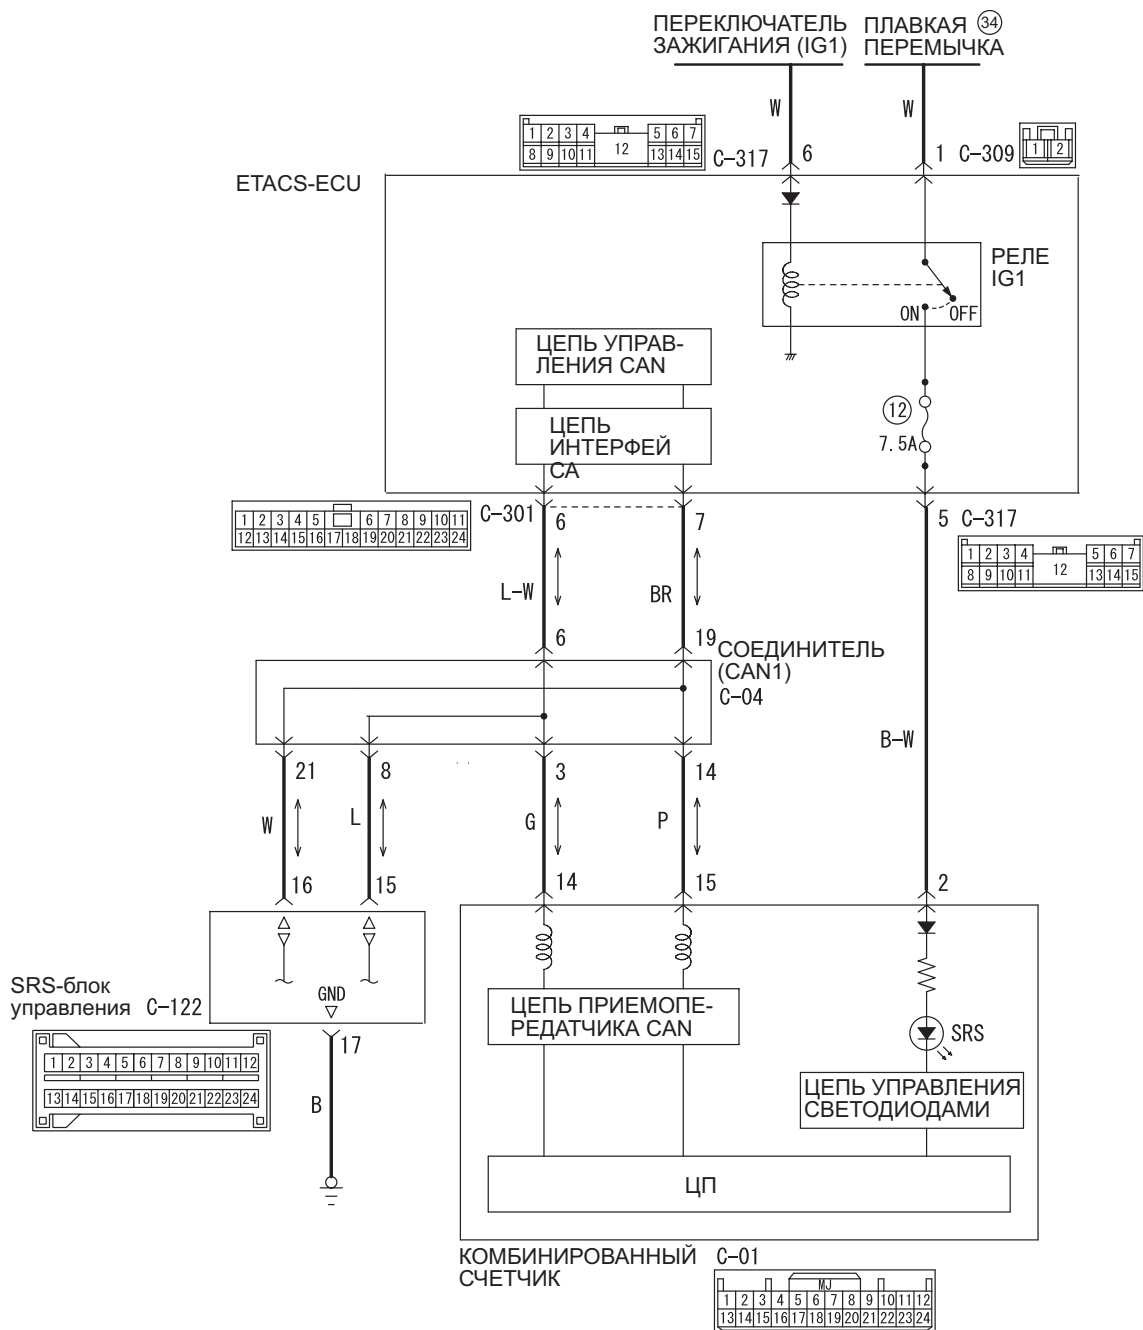 ПЕРЕКЛЮЧАТЕЛЬ
ЗАЖИГАНИЯ (IG1)
ПЛАВКАЯ 34
ПЕРЕМЫЧКА
W
W
1 2 3 4 5 6 7
8 9 10 11 12 13 14 15
C-317
6
1
C-309
1 2
ETACS-ECU
РЕЛЕ
IG1
ON
OFF
ЦЕПЬ УПРАВ-
ЛЕНИЯ CAN
ЦЕПЬ
ИНТЕРФЕЙ
СА
12
7.5A
1 2 3 4 5 6 7 8 9 10 11
12 13 14 15 16 17 18 19 20 21 22 23 24
C-301
6
7
5
C-317
1 2 3 4 5 6 7
8 9 10 11 12 13 14 15
L-W
BR
6
19
СОЕДИНИТЕЛЬ
(CAN1)
C-04
B-W
21
8
3
14
W
L
G
P
16
15
14
15
2
SRS-блок
управления C-122
GND
17
1 2 3 4 5 6 7 8 9 10 11 12
13 14 15 16 17 18 19 20 21 22 23 24
B
ЦЕПЬ ПРИЕМОПЕ-
РЕДАТЧИКА CAN
SRS
ЦЕПЬ УПРАВЛЕНИЯ
СВЕТОДИОДАМИ
ЦП
КОМБИНИРОВАННЫЙ
СЧЕТЧИК
C-01
MJ
1 2 3 4 5 6 7 8 9 10 11 12
13 14 15 16 17 18 19 20 21 22 23 24